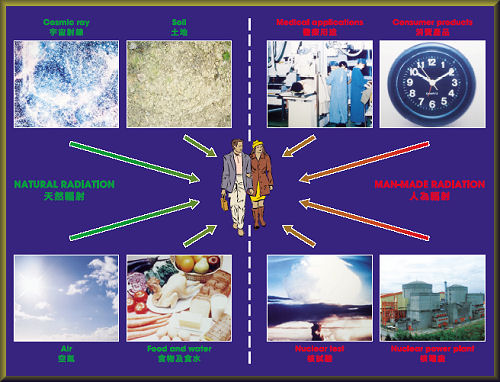 Cosmic ray
宇宙射線
Soil
土地
Medical applications
醫療用途
Consumer products
消費產品
NATURAL RADIATION
天然輻射
MAN-MADE RADIATION
人為輻射
Air
空氣
Food and water
食物及食水
Nuclear test
核試驗
Nuclear power plant
核電站